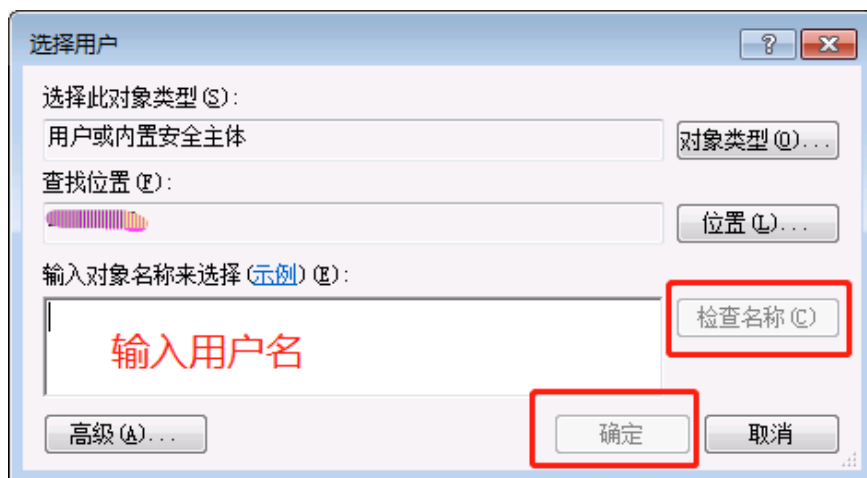 选择用户
选择此对象类型(S):
用户或内置安全主体
对象类型(O)...
查找位置(F):
位置(L)...
输入对象名称来选择(示例)(E):
输入用户名
检查名称(C)
高级(A)...
确定
取消